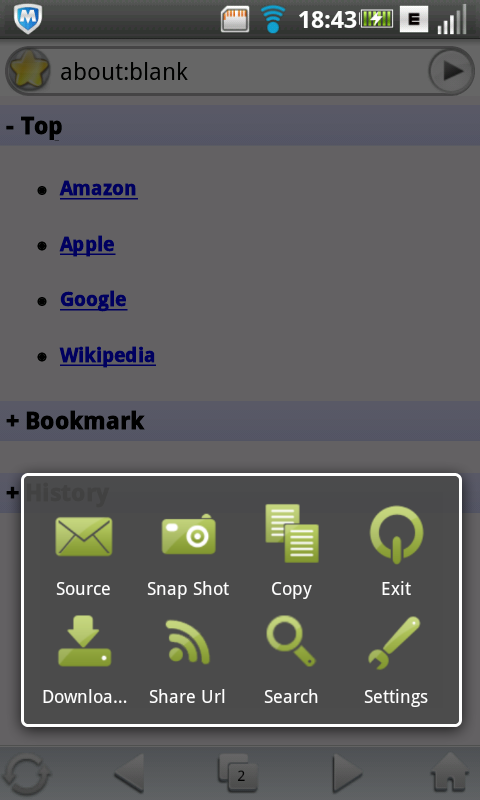 18:43 E
about:blank
- Top
Amazon
Apple
Google
Wikipedia
+ Bookmark
+ History
Source Snap Shot Copy Exit
Downloa... Share Url Search Settings
2